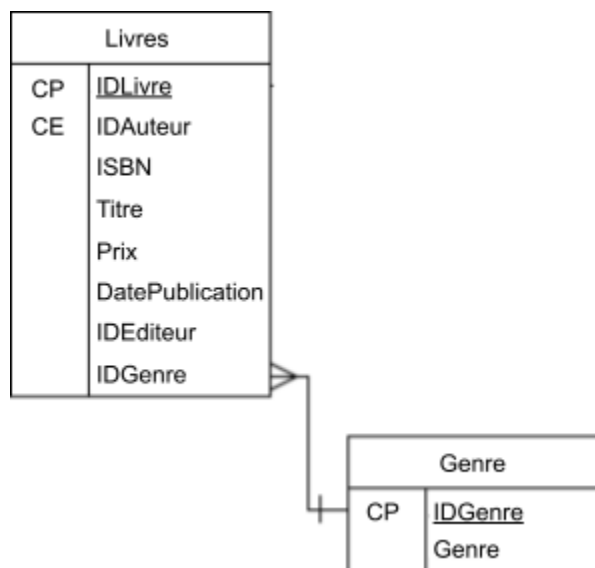 Livres
CP IDLivre
CE IDAuteur
ISBN
Titre
Prix
DatePublication
IDEditeur
IDGenre
Genre
CP IDGenre
Genre